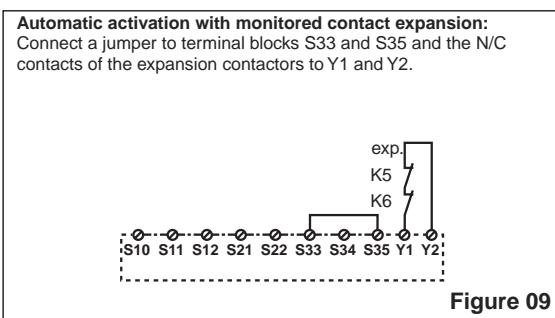 Automatic activation with monitored contact expansion:
Connect a jumper to terminal blocks S33 and S35 and the N/C
contacts of the expansion contactors to Y1 and Y2.
exp.
K5
K6
S10 S11 S12 S21 S22 S33 S34 S35 Y1 Y2
Figure 09